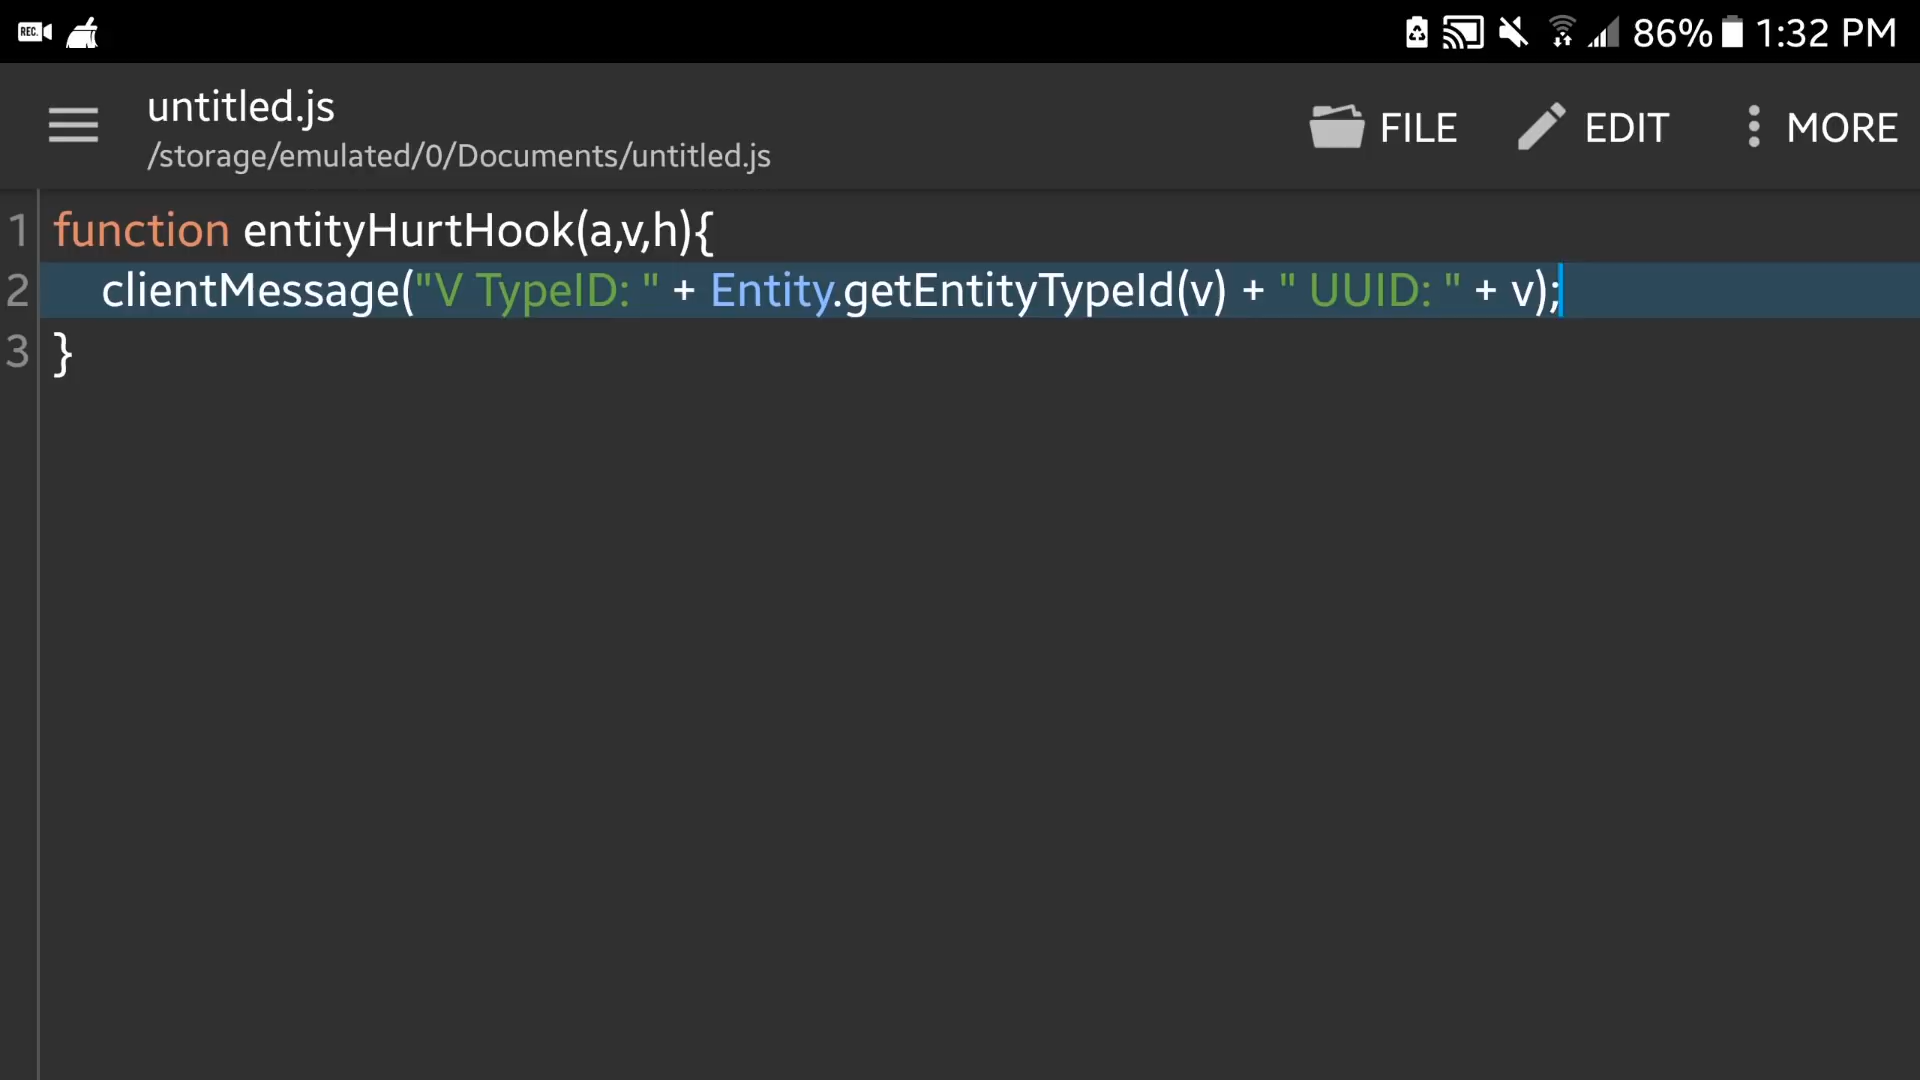 REC. 86% 1:32 PM
untitled.js
/storage/emulated/0/Documents/untitled.js
FILE EDIT MORE
1 function entityHurtHook(a,v,h){
2 clientMessage("V TypeID: " + Entity.getEntityTypeId(v) + " UUID: " + v);
3 }